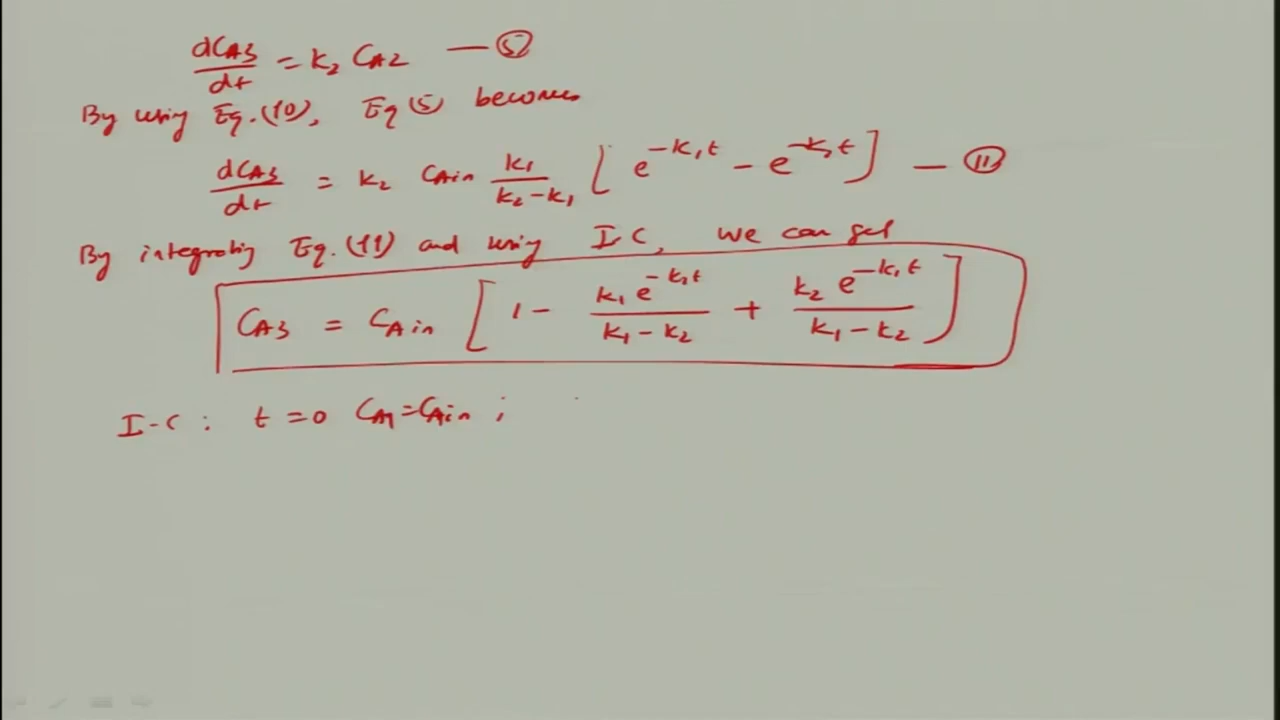 dCA3/dt = k2 CA2 — (5)
By using Eq.(10), Eq (5) becomes
dCA3/dt = k2 CAin k1/(k2-k1) [ e^-k1t - e^-k2t ] — (11)
By integrating Eq.(11) and using I C, we can get
CA3 = CAin [ 1 - k1 e^-k2t/(k1-k2) + k2 e^-k1t/(k1-k2) ]
I-C : t=0 CA1=CAin ;